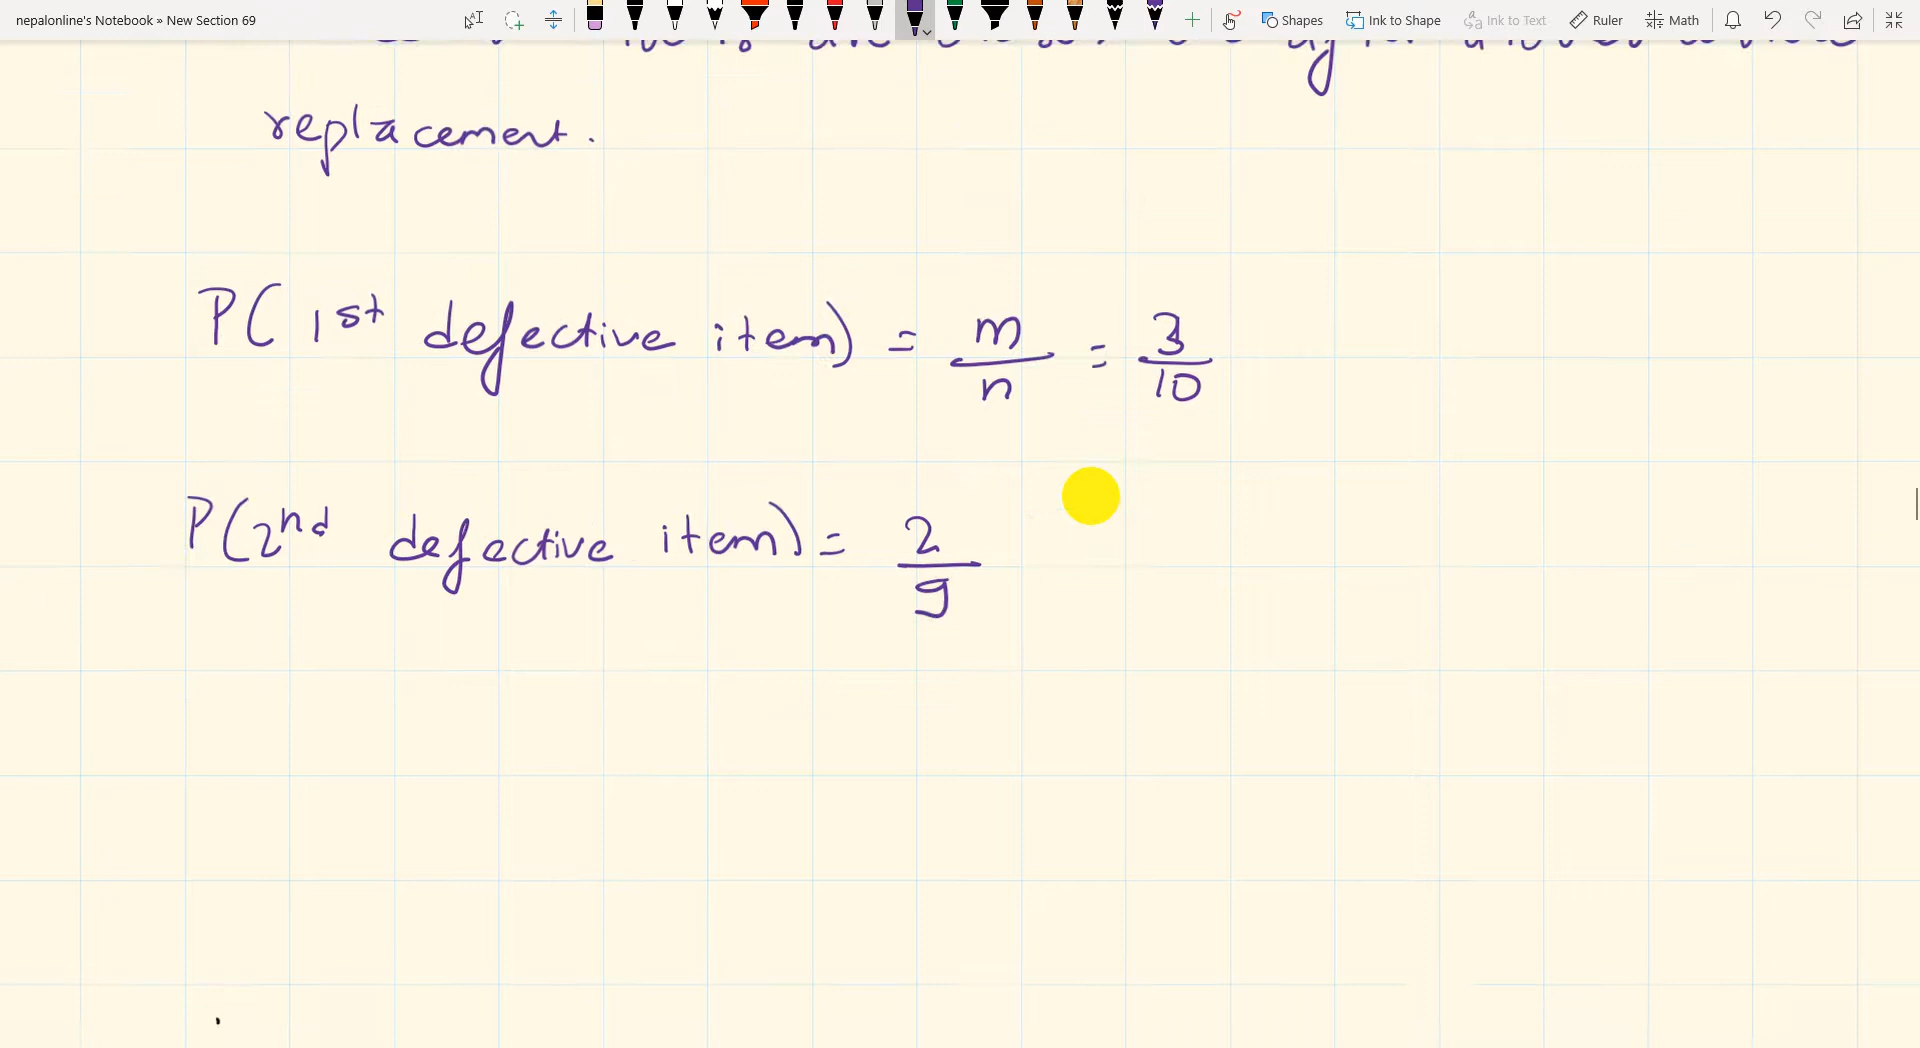 nepalonline's Notebook » New Section 69
Shapes Ink to Shape Ink to Text Ruler Math
replacement.
P( 1st defective item) = m/n = 3/10
P(2nd defective item) = 2/9